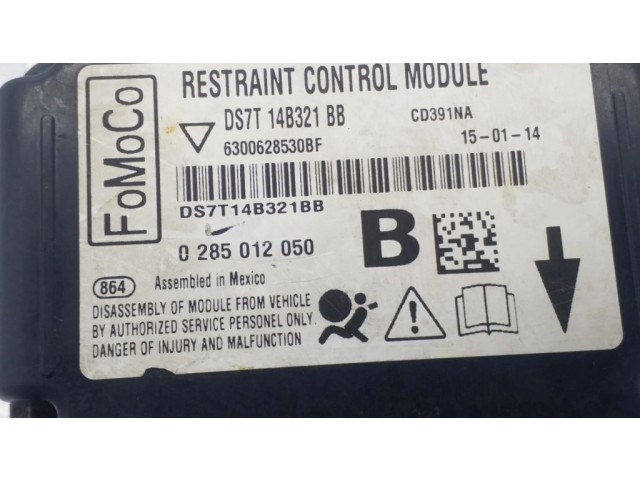 FoMoCo
RESTRAINT CONTROL MODULE
DS7T 14B321 BB
CD391NA
6300628530BF
15-01-14
DS7T14B321BB
0 285 012 050
B
864
Assembled in Mexico
DISASSEMBLY OF MODULE FROM VEHICLE
BY AUTHORIZED SERVICE PERSONEL ONLY.
DANGER OF INJURY AND MALFUNCTION